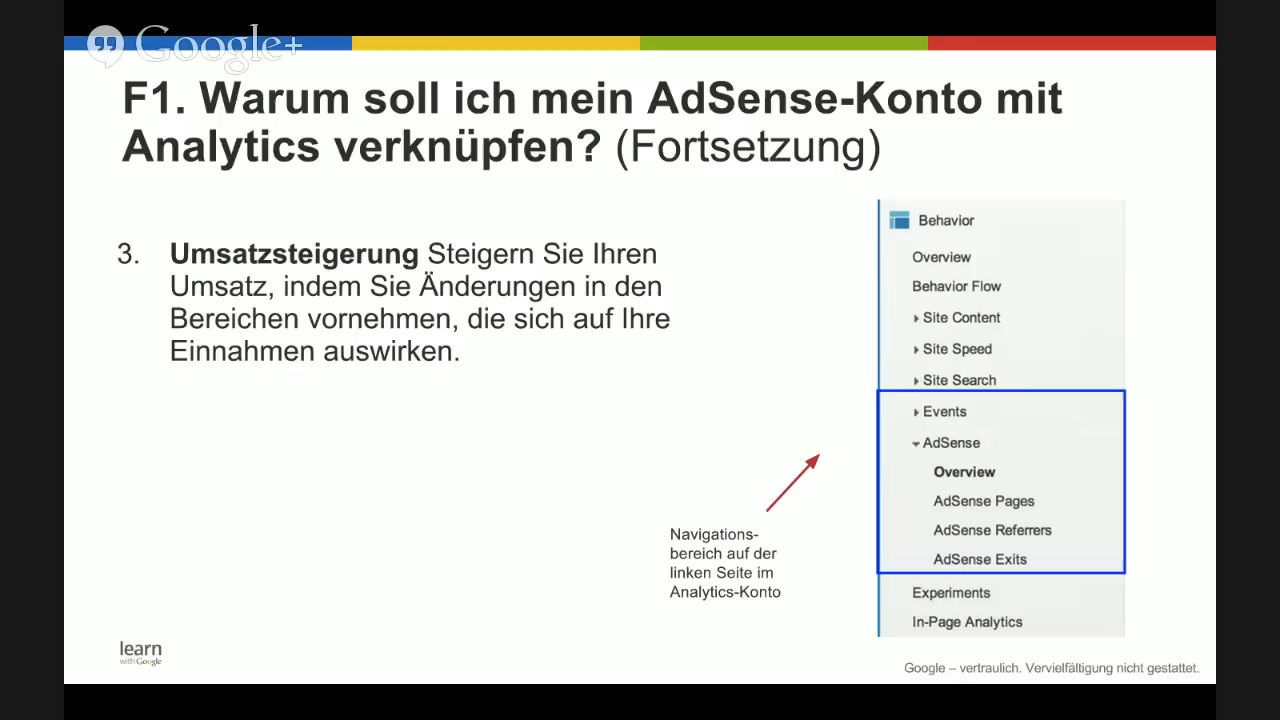 Google+
F1. Warum soll ich mein AdSense-Konto mit
Analytics verknüpfen? (Fortsetzung)
3. Umsatzsteigerung Steigern Sie Ihren
Umsatz, indem Sie Änderungen in den
Bereichen vornehmen, die sich auf Ihre
Einnahmen auswirken.
Navigations-
bereich auf der
linken Seite im
Analytics-Konto
Behavior
Overview
Behavior Flow
Site Content
Site Speed
Site Search
Events
AdSense
Overview
AdSense Pages
AdSense Referrers
AdSense Exits
Experiments
In-Page Analytics
learn
with Google
Google – vertraulich. Vervielfältigung nicht gestattet.